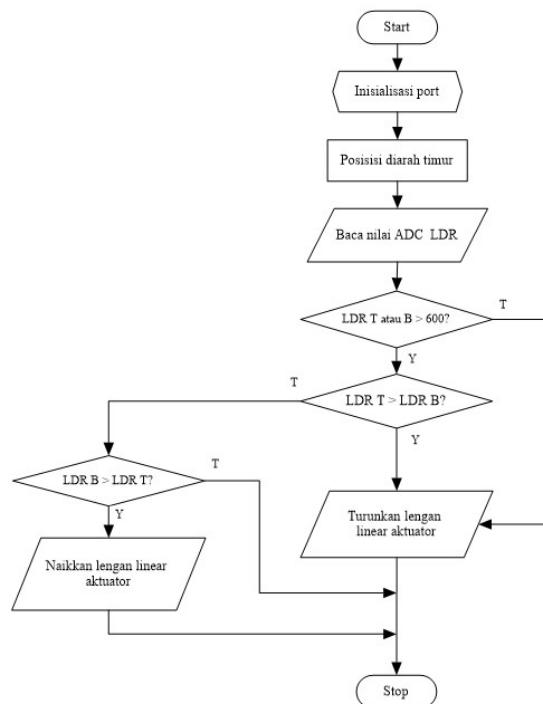 Start
Inisialisasi port
Posisisi diarah timur
Baca nilai ADC LDR
LDR T atau B > 600?
T
Y
LDR T > LDR B?
T
Y
LDR B > LDR T?
T
Y
Turunkan lengan
linear aktuator
Naikkan lengan linear
aktuator
Stop